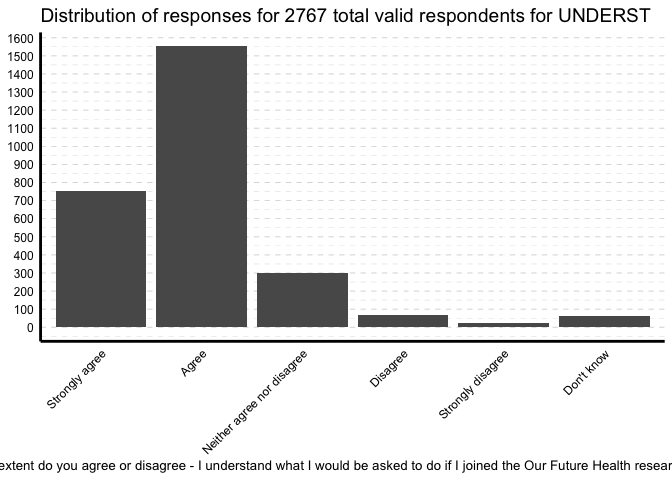 Distribution of responses for 2767 total valid respondents for UNDERST
1600
1500
1400
1300
1200
1100
1000
900
800
700
600
500
400
300
200
100
0
Strongly agree
Agree
Neither agree nor disagree
Disagree
Strongly disagree
Don't know
extent do you agree or disagree - I understand what I would be asked to do if I joined the Our Future Health resear